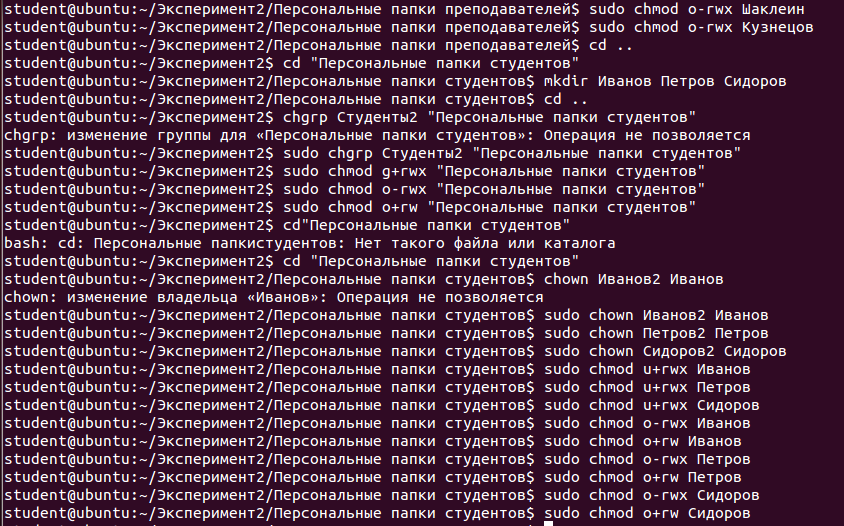 student@ubuntu:~/Эксперимент2/Персональные папки преподавателей$ sudo chmod o-rwx Шаклеин
student@ubuntu:~/Эксперимент2/Персональные папки преподавателей$ sudo chmod o-rwx Кузнецов
student@ubuntu:~/Эксперимент2/Персональные папки преподавателей$ cd ..
student@ubuntu:~/Эксперимент2$ cd "Персональные папки студентов"
student@ubuntu:~/Эксперимент2/Персональные папки студентов$ mkdir Иванов Петров Сидоров
student@ubuntu:~/Эксперимент2/Персональные папки студентов$ cd ..
student@ubuntu:~/Эксперимент2$ chgrp Студенты2 "Персональные папки студентов"
chgrp: изменение группы для «Персональные папки студентов»: Операция не позволяется
student@ubuntu:~/Эксперимент2$ sudo chgrp Студенты2 "Персональные папки студентов"
student@ubuntu:~/Эксперимент2$ sudo chmod g+rwx "Персональные папки студентов"
student@ubuntu:~/Эксперимент2$ sudo chmod o-rwx "Персональные папки студентов"
student@ubuntu:~/Эксперимент2$ sudo chmod o+rw "Персональные папки студентов"
student@ubuntu:~/Эксперимент2$ cd"Персональные папки студентов"
bash: cd: Персональные папкистудентов: Нет такого файла или каталога
student@ubuntu:~/Эксперимент2$ cd "Персональные папки студентов"
student@ubuntu:~/Эксперимент2/Персональные папки студентов$ chown Иванов2 Иванов
chown: изменение владельца «Иванов»: Операция не позволяется
student@ubuntu:~/Эксперимент2/Персональные папки студентов$ sudo chown Иванов2 Иванов
student@ubuntu:~/Эксперимент2/Персональные папки студентов$ sudo chown Петров2 Петров
student@ubuntu:~/Эксперимент2/Персональные папки студентов$ sudo chown Сидоров2 Сидоров
student@ubuntu:~/Эксперимент2/Персональные папки студентов$ sudo chmod u+rwx Иванов
student@ubuntu:~/Эксперимент2/Персональные папки студентов$ sudo chmod u+rwx Петров
student@ubuntu:~/Эксперимент2/Персональные папки студентов$ sudo chmod u+rwx Сидоров
student@ubuntu:~/Эксперимент2/Персональные папки студентов$ sudo chmod o-rwx Иванов
student@ubuntu:~/Эксперимент2/Персональные папки студентов$ sudo chmod o+rw Иванов
student@ubuntu:~/Эксперимент2/Персональные папки студентов$ sudo chmod o-rwx Петров
student@ubuntu:~/Эксперимент2/Персональные папки студентов$ sudo chmod o+rw Петров
student@ubuntu:~/Эксперимент2/Персональные папки студентов$ sudo chmod o-rwx Сидоров
student@ubuntu:~/Эксперимент2/Персональные папки студентов$ sudo chmod o+rw Сидоров